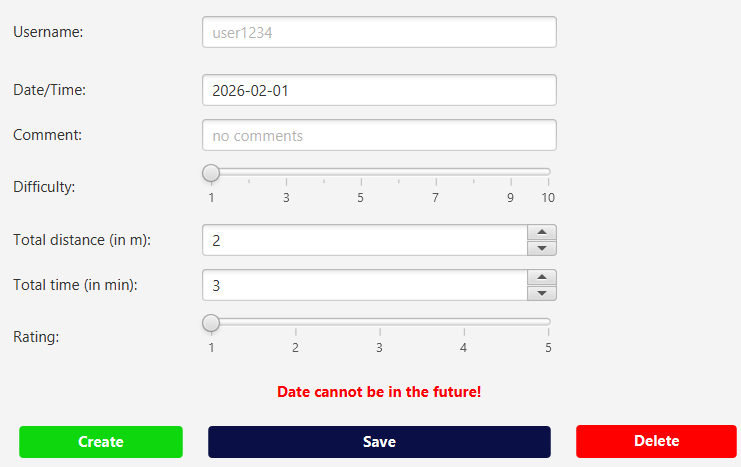 Username: user1234
Date/Time: 2026-02-01
Comment: no comments
Difficulty:
1 3 5 7 9 10
Total distance (in m): 2
Total time (in min): 3
Rating:
1 2 3 4 5
Date cannot be in the future!
Create Save Delete